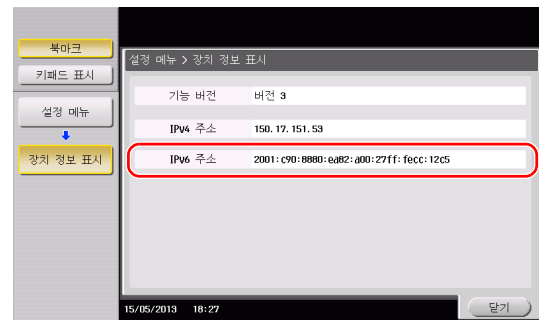 북마크
키패드 표시
설정 메뉴
장치 정보 표시
설정 메뉴 > 장치 정보 표시
기능 버전 버전 3
IPv4 주소 150.17.151.53
IPv6 주소 2001:c90:8880:ea82:a00:27ff:fecc:12c5
15/05/2013 18:27
닫기